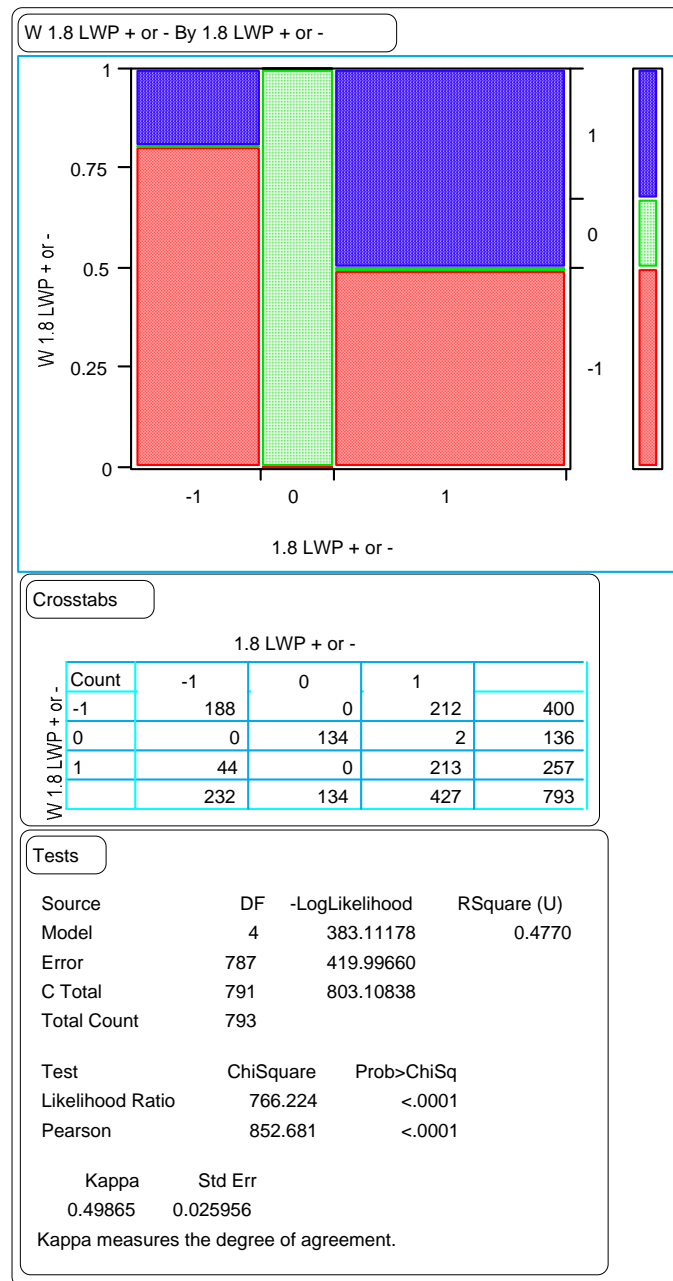 W 1.8 LWP + or - By 1.8 LWP + or -
1
0.75
0.5
0.25
0
W 1.8 LWP + or -
1
0
-1
-1 0 1
1.8 LWP + or -
Crosstabs
1.8 LWP + or -
W 1.8 LWP + or -
Count -1 0 1
-1 188 0 212 400
0 0 134 2 136
1 44 0 213 257
232 134 427 793
Tests
Source DF -LogLikelihood RSquare (U)
Model 4 383.11178 0.4770
Error 787 419.99660
C Total 791 803.10838
Total Count 793
Test ChiSquare Prob>ChiSq
Likelihood Ratio 766.224 <.0001
Pearson 852.681 <.0001
Kappa Std Err
0.49865 0.025956
Kappa measures the degree of agreement.